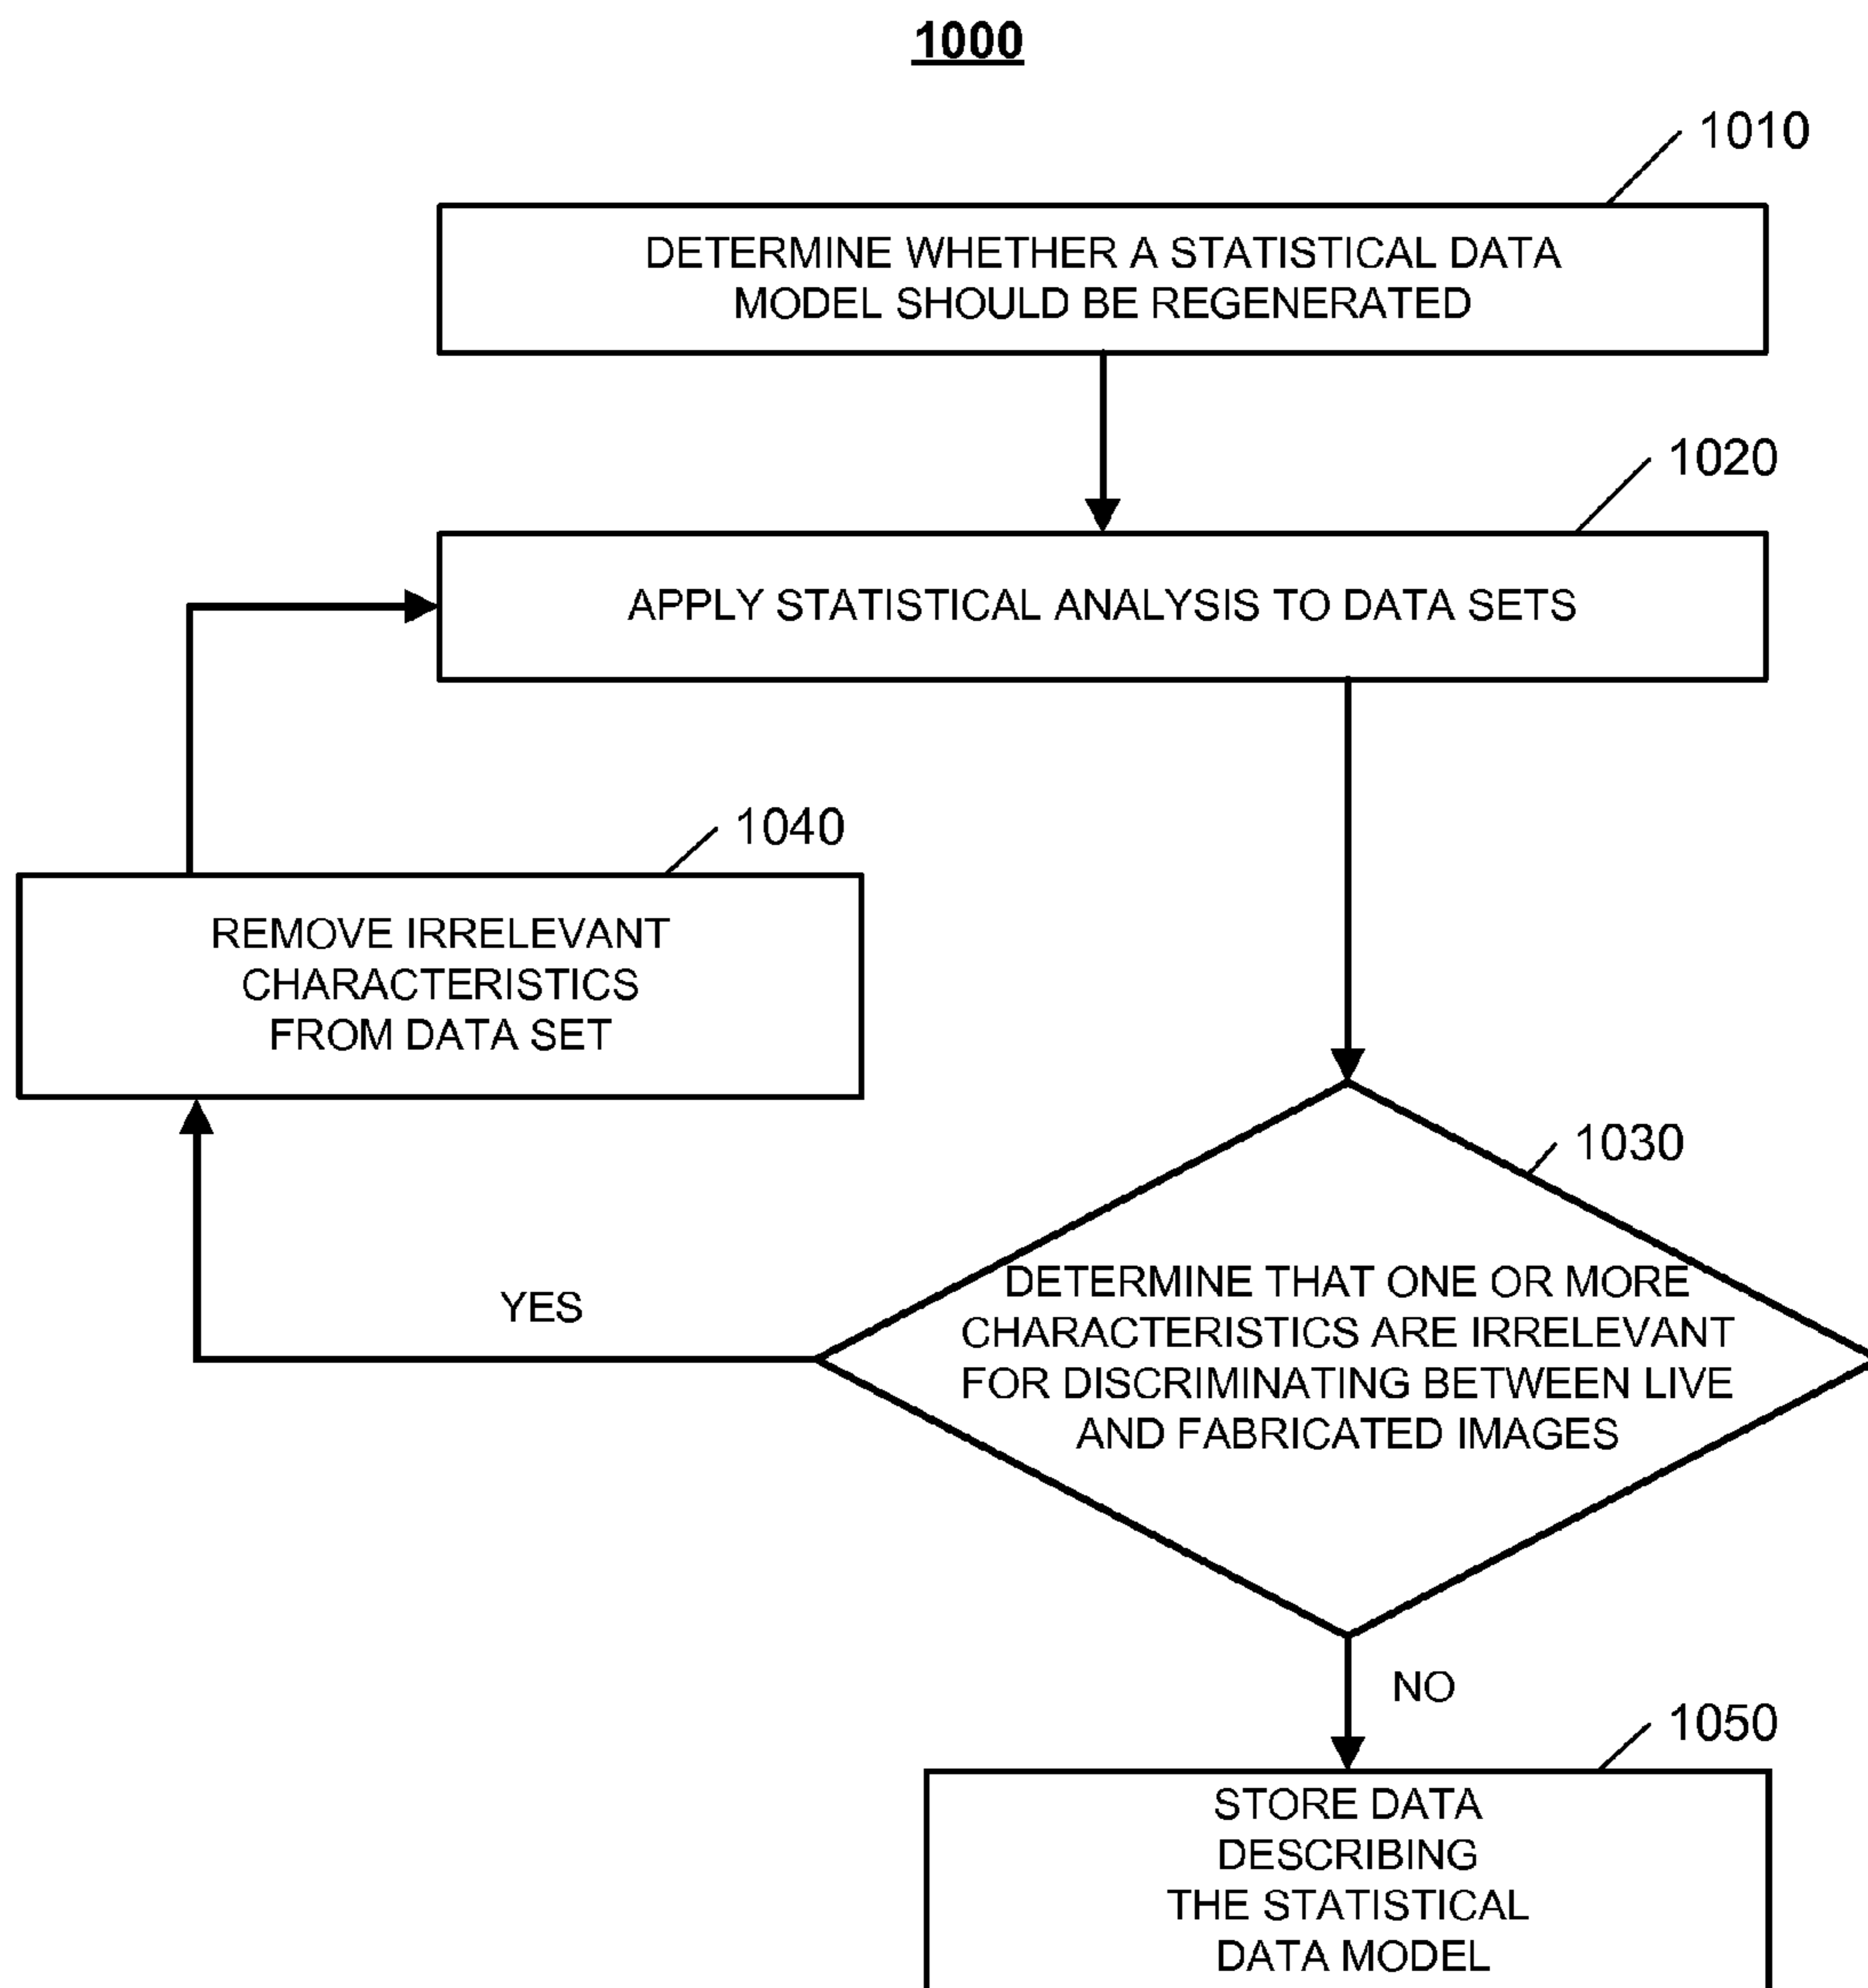 1000
1010
DETERMINE WHETHER A STATISTICAL DATA
MODEL SHOULD BE REGENERATED
1020
APPLY STATISTICAL ANALYSIS TO DATA SETS
1040
REMOVE IRRELEVANT
CHARACTERISTICS
FROM DATA SET
1030
DETERMINE THAT ONE OR MORE
CHARACTERISTICS ARE IRRELEVANT
FOR DISCRIMINATING BETWEEN LIVE
AND FABRICATED IMAGES
YES
NO
1050
STORE DATA
DESCRIBING
THE STATISTICAL
DATA MODEL